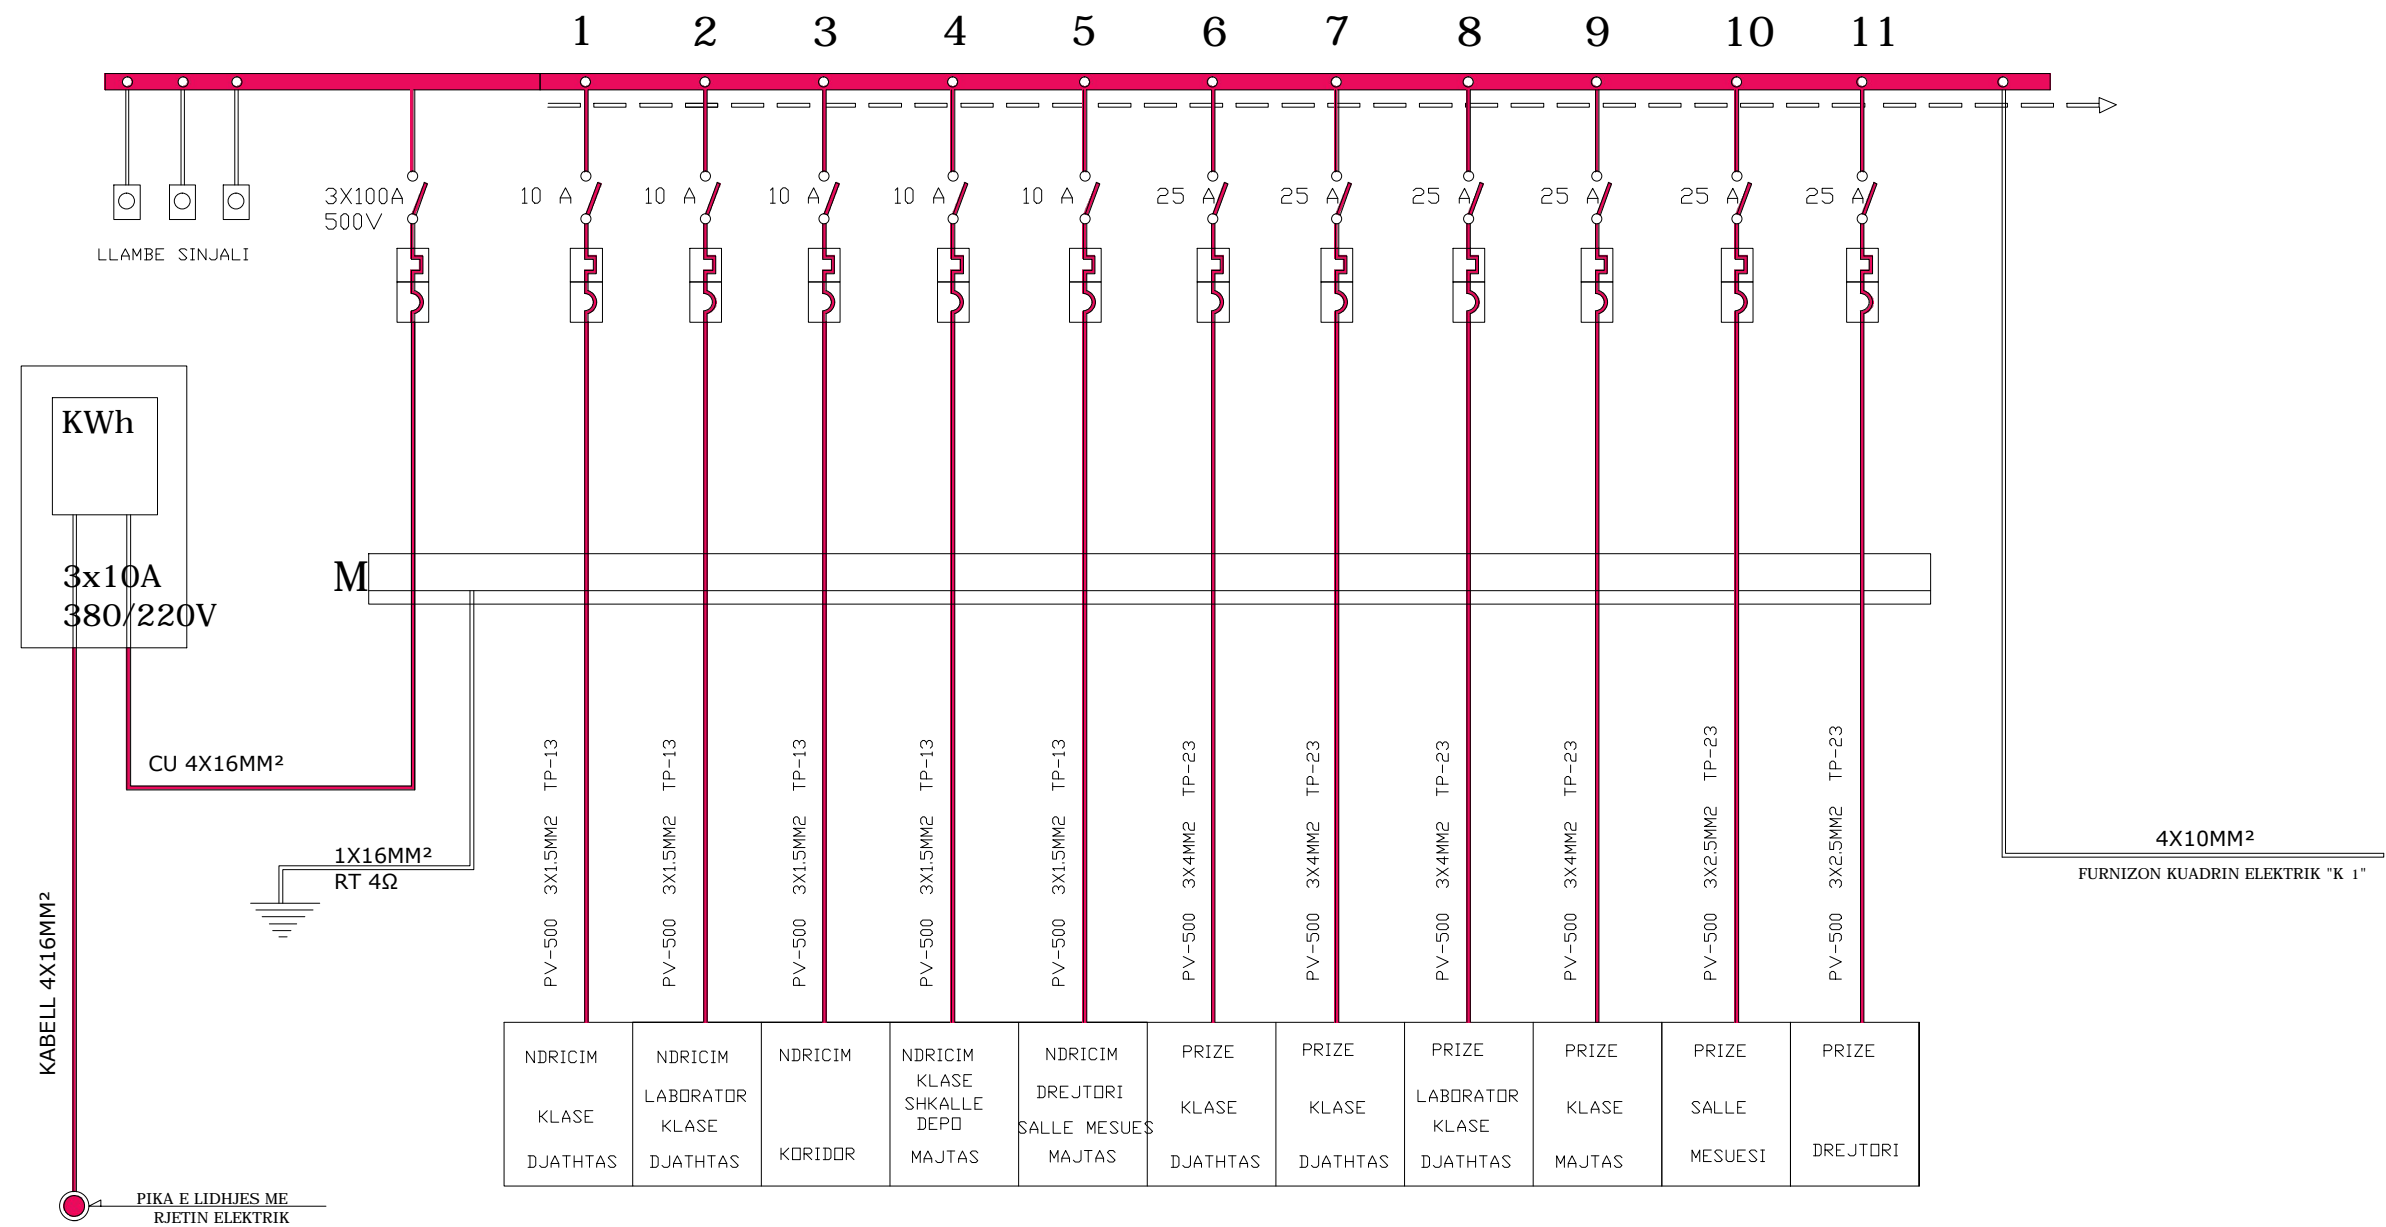 1 2 3 4 5 6 7 8 9 10 11
3X100A
500V
10 A 10 A 10 A 10 A 10 A 25 A 25 A 25 A 25 A 25 A 25 A
LLAMBE SINJALI
KWh
3x10A
380/220V
M
CU 4X16MM²
1X16MM²
RT 4Ω
KABELL 4X16MM²
PV-500 3X1.5MM2 TP-13
PV-500 3X1.5MM2 TP-13
PV-500 3X1.5MM2 TP-13
PV-500 3X1.5MM2 TP-13
PV-500 3X1.5MM2 TP-13
PV-500 3X4MM2 TP-23
PV-500 3X4MM2 TP-23
PV-500 3X4MM2 TP-23
PV-500 3X4MM2 TP-23
PV-500 3X2.5MM2 TP-23
PV-500 3X2.5MM2 TP-23
4X10MM²
FURNIZON KUADRIN ELEKTRIK "K 1"
NDRICIM
KLASE
DJATHTAS
NDRICIM
LABORATOR
KLASE
DJATHTAS
NDRICIM
KORIDOR
NDRICIM
KLASE
SHKALLE
DEPO
MAJTAS
NDRICIM
DREJTORI
SALLE MESUES
MAJTAS
PRIZE
KLASE
DJATHTAS
PRIZE
KLASE
DJATHTAS
PRIZE
LABORATOR
KLASE
DJATHTAS
PRIZE
KLASE
MAJTAS
PRIZE
SALLE
MESUESI
PRIZE
DREJTORI
PIKA E LIDHJES ME
RJETIN ELEKTRIK